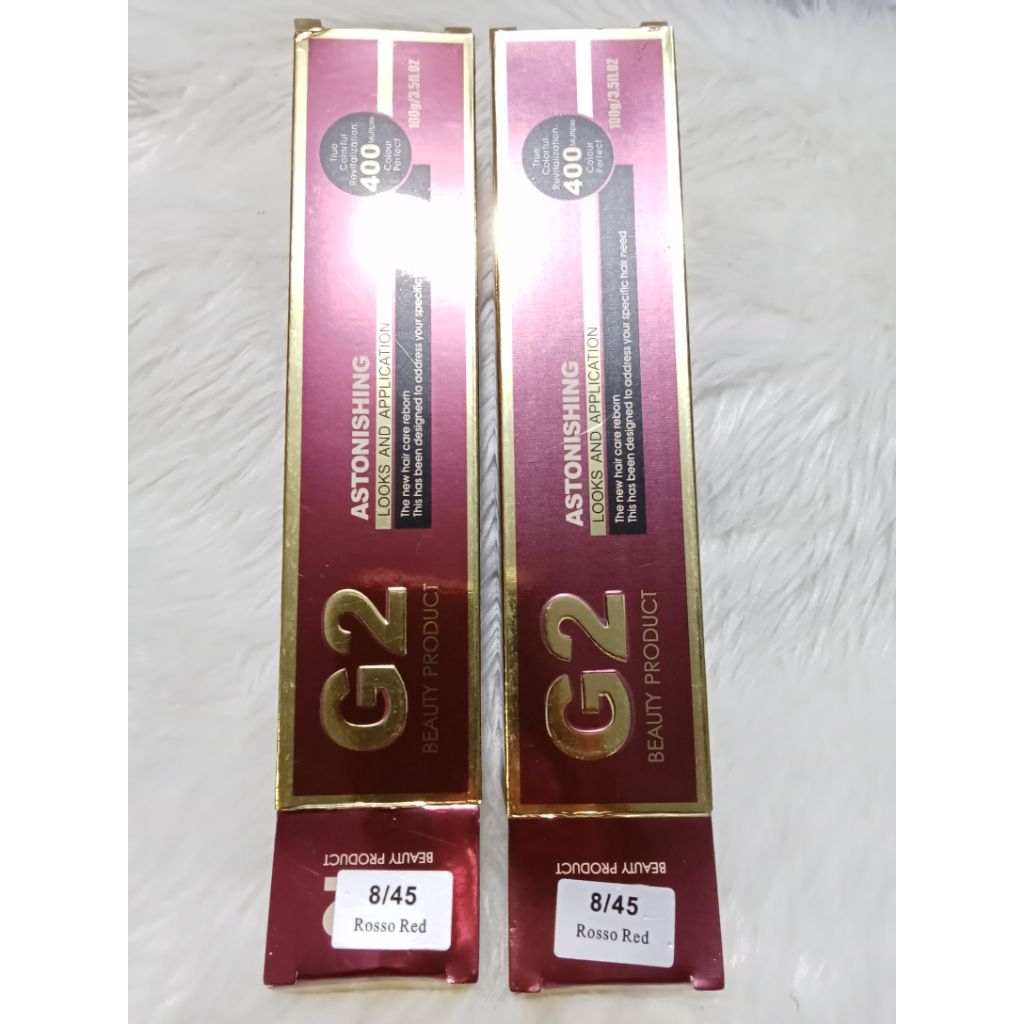 100g/3.5fl.OZ
True
Colorful
Revitalization.
400 Multiple
Colour
Perfect
ASTONISHING
LOOKS AND APPLICATION
The new hair care reborn
This has been designed to address your specific
G2
BEAUTY PRODUCT
BEAUTY PRODUCT
8/45
Rosso Red
100g/3.5fl.OZ
True
Colorful
Revitalization.
400 Multiple
Colour
Perfect
ASTONISHING
LOOKS AND APPLICATION
The new hair care reborn
This has been designed to address your specific hair need
G2
BEAUTY PRODUCT
BEAUTY PRODUCT
8/45
Rosso Red